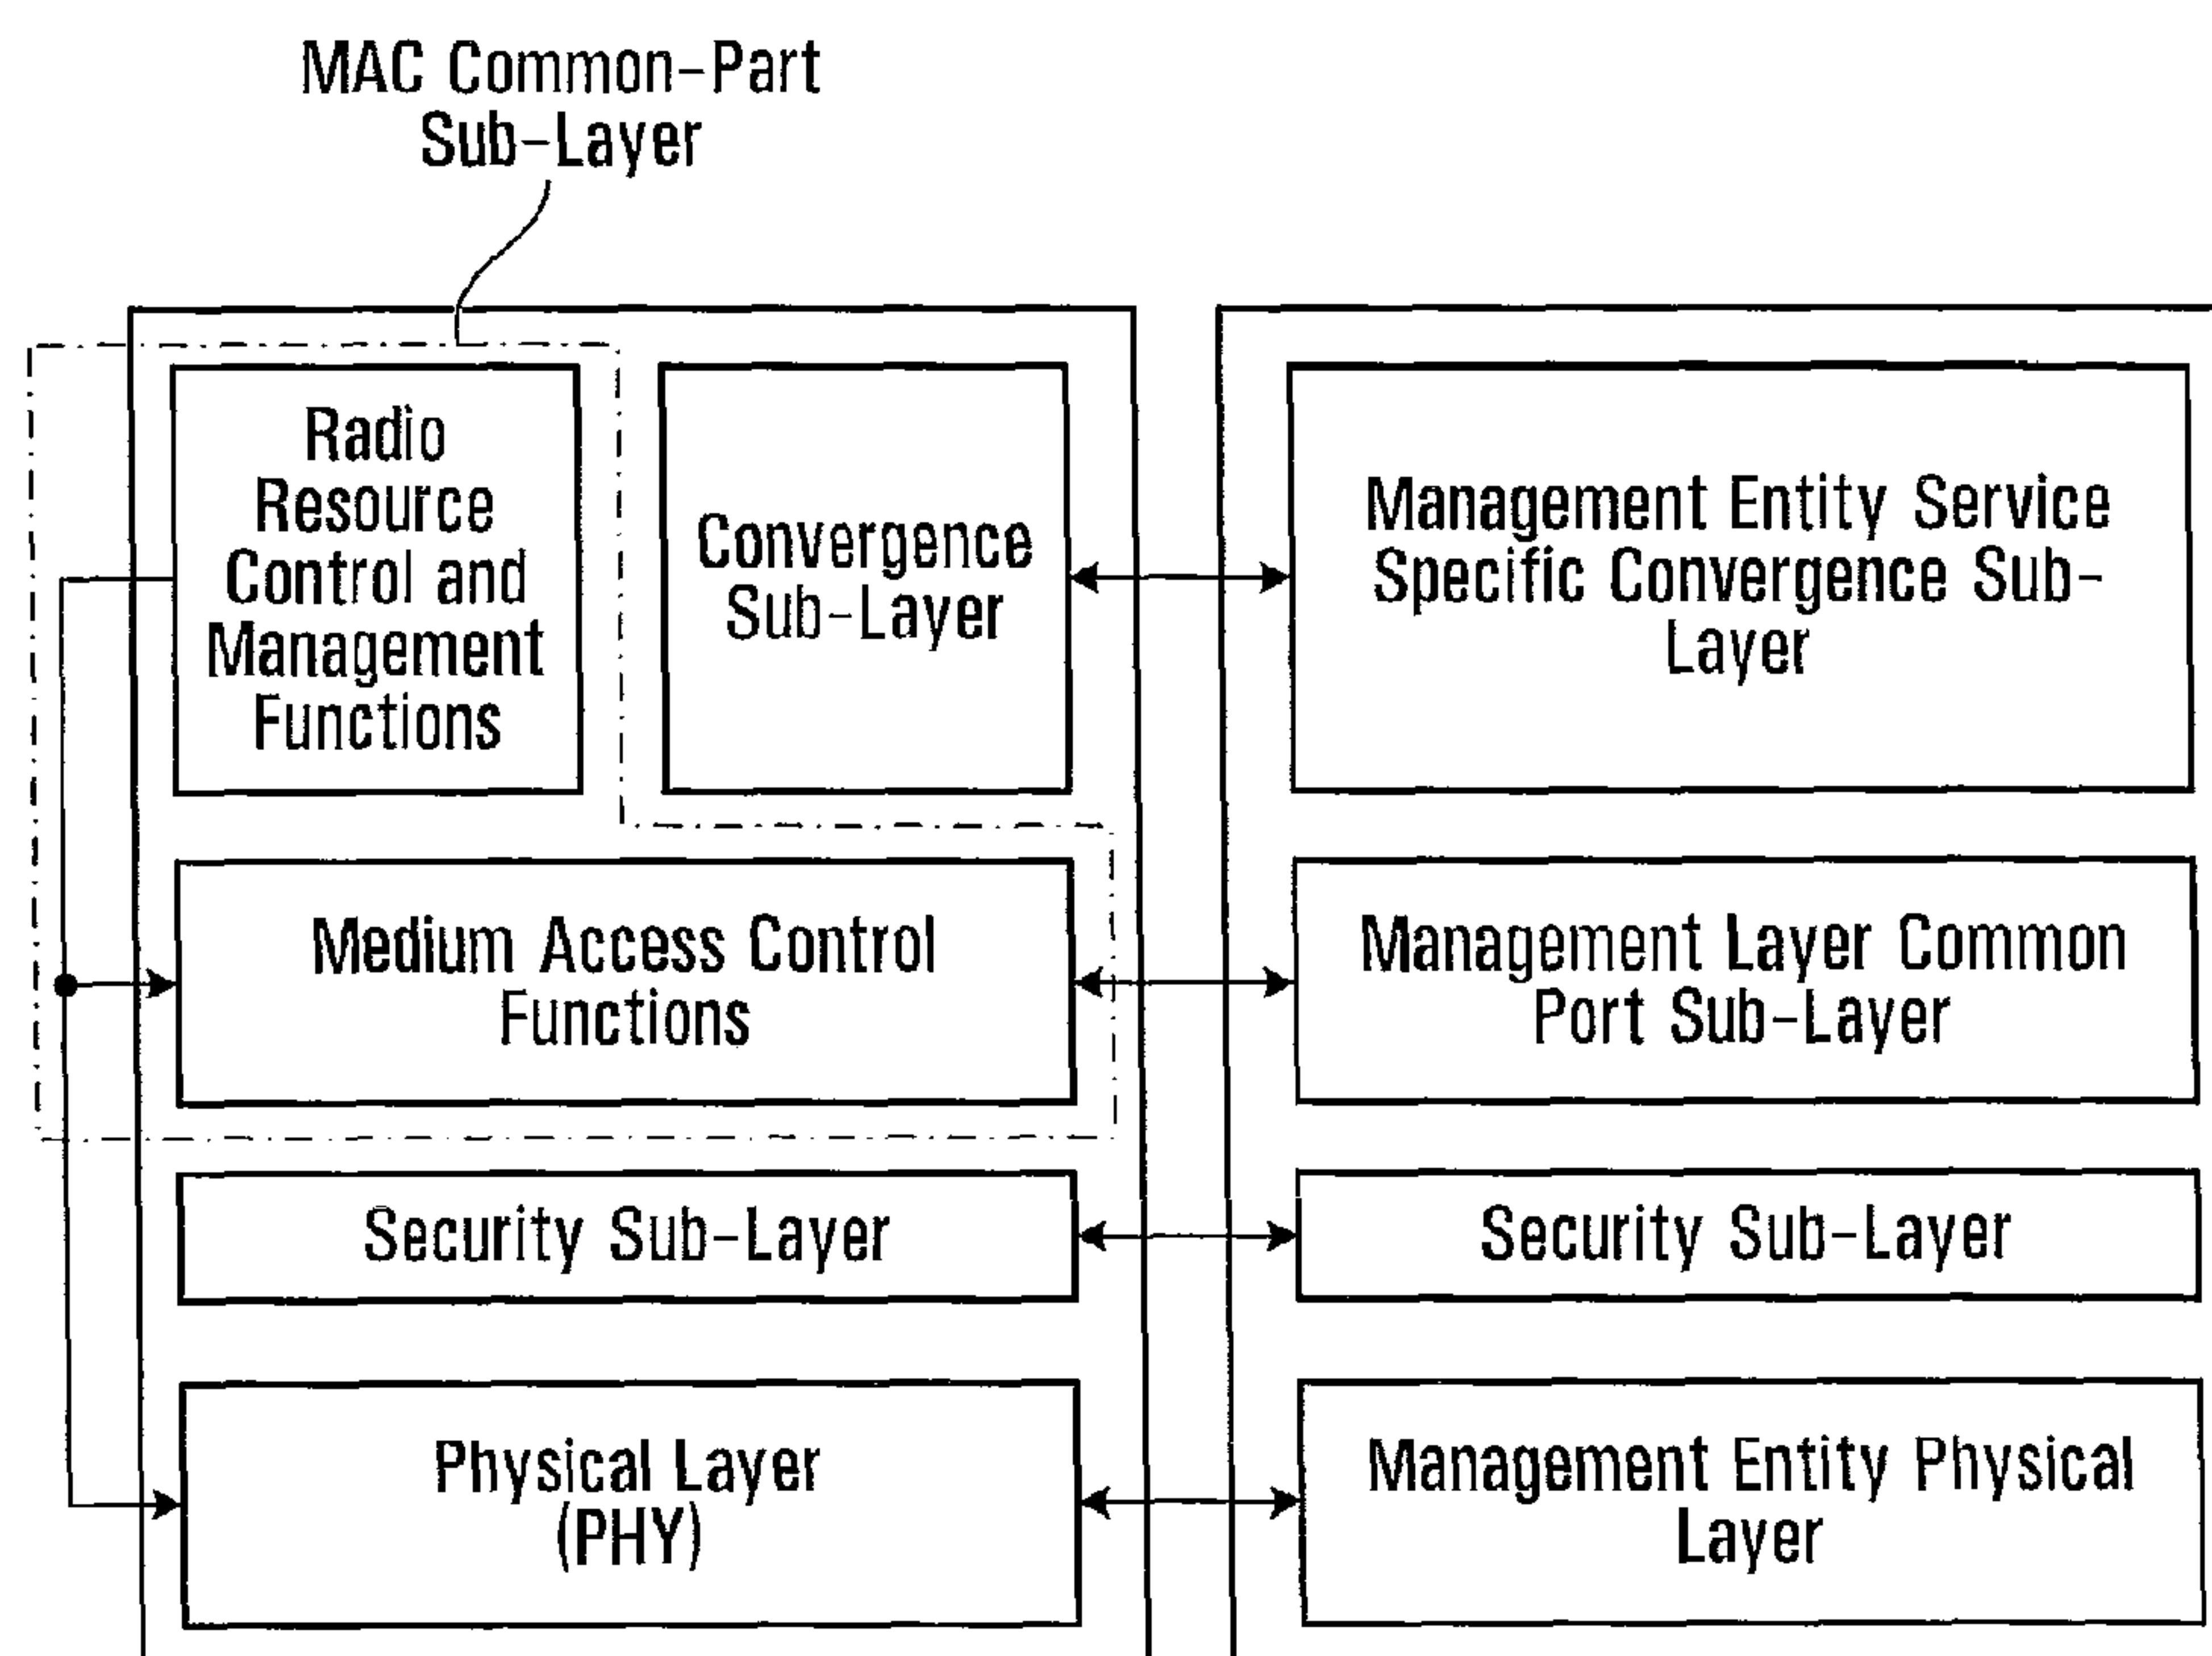 MAC Common-Part
Sub-Layer
Radio
Resource
Control and
Management
Functions
Convergence
Sub-Layer
Management Entity Service
Specific Convergence Sub-
Layer
Medium Access Control
Functions
Management Layer Common
Port Sub-Layer
Security Sub-Layer
Security Sub-Layer
Physical Layer
(PHY)
Management Entity Physical
Layer